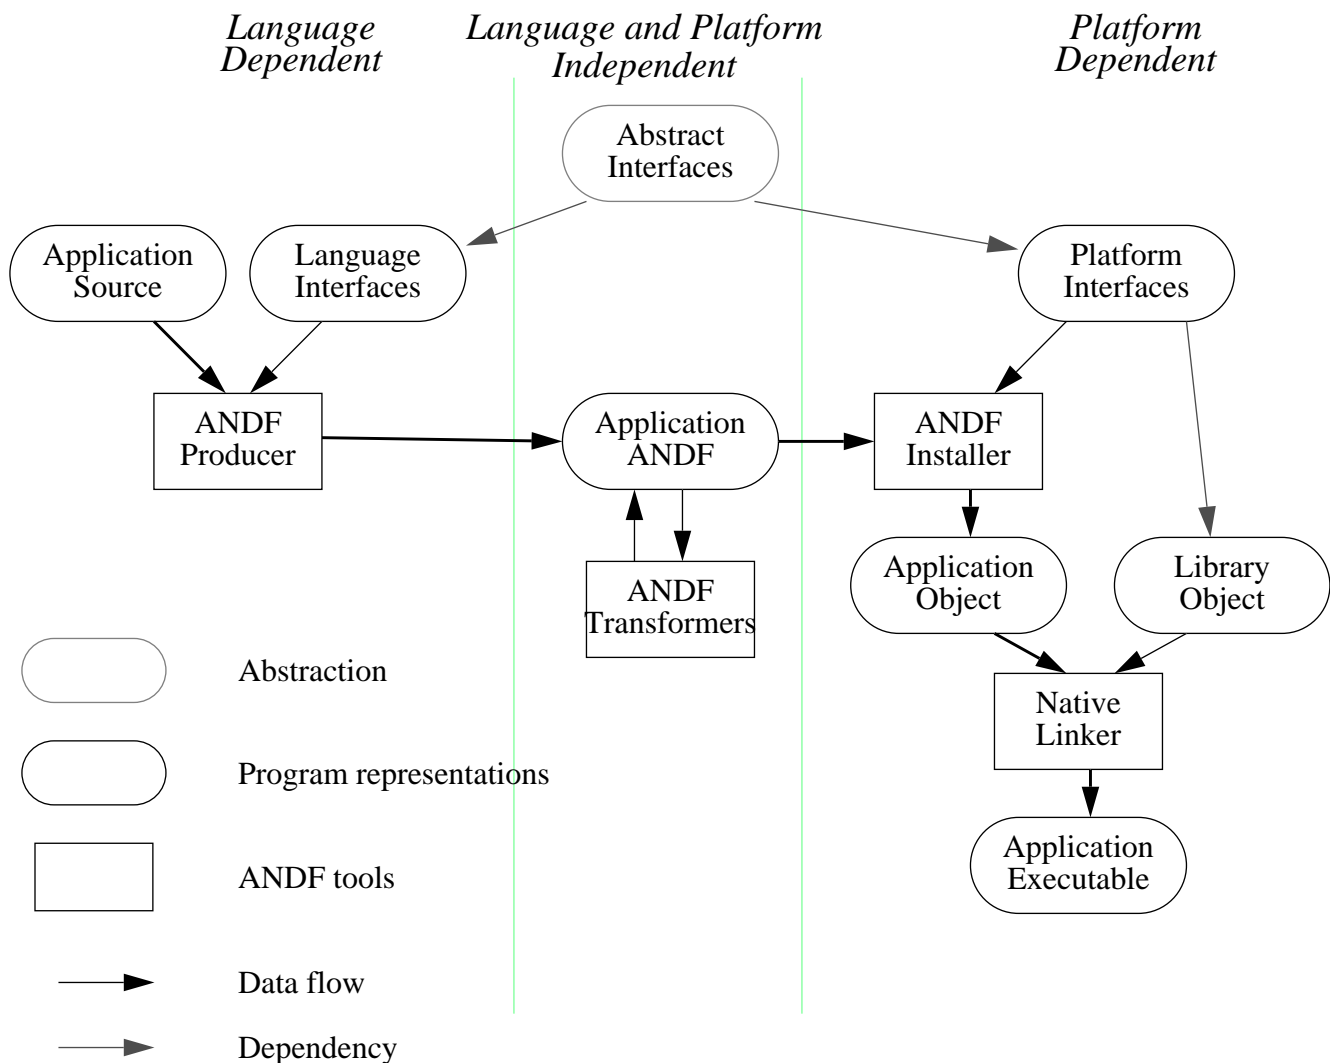 Language
Dependent
Language and Platform
Independent
Platform
Dependent
Abstract
Interfaces
Application
Source
Language
Interfaces
Platform
Interfaces
ANDF
Producer
Application
ANDF
ANDF
Installer
ANDF
Transformers
Application
Object
Library
Object
Native
Linker
Application
Executable
Abstraction
Program representations
ANDF tools
Data flow
Dependency